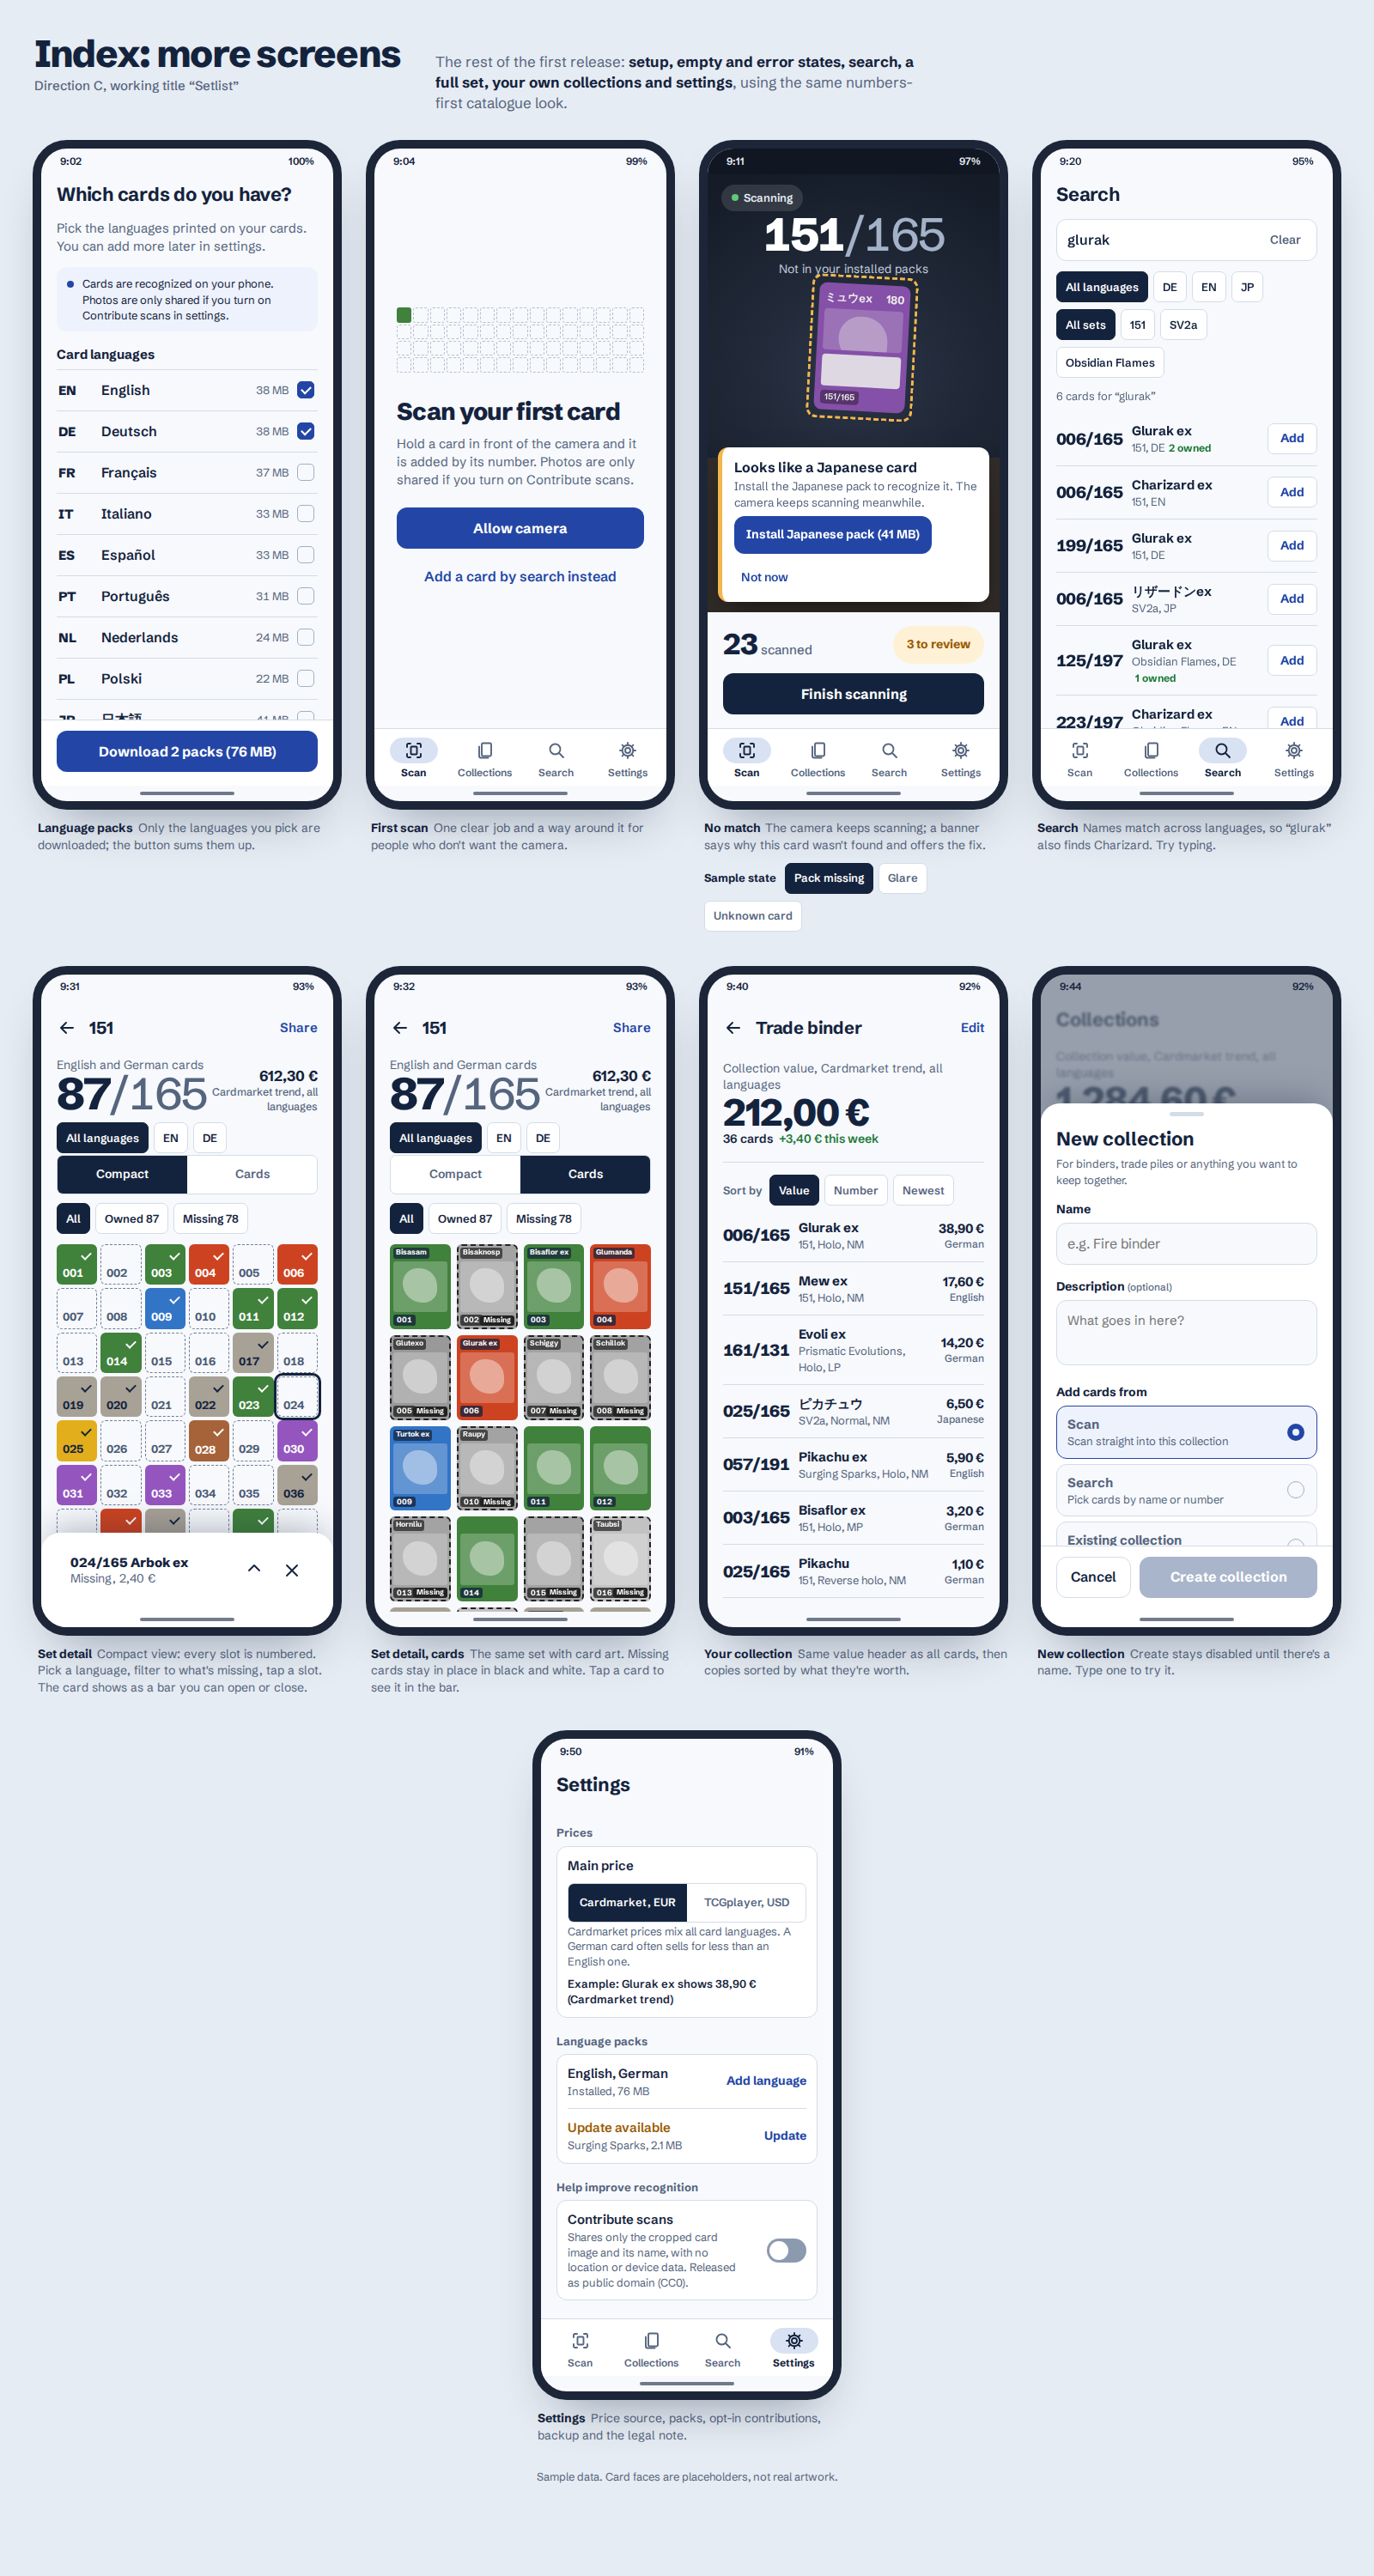 Index: more screens
Direction C, working title “Setlist”
The rest of the first release: setup, empty and error states, search, a
full set, your own collections and settings, using the same numbers-
first catalogue look.
9:02 100%
Which cards do you have?
Pick the languages printed on your cards.
You can add more later in settings.
Cards are recognized on your phone.
Photos are only shared if you turn on
Contribute scans in settings.
Card languages
EN English 38 MB
DE Deutsch 38 MB
FR Français 37 MB
IT Italiano 33 MB
ES Español 33 MB
PT Português 31 MB
NL Nederlands 24 MB
PL Polski 22 MB
JP 日本語 41 MB
Download 2 packs (76 MB)
Language packs Only the languages you pick are
downloaded; the button sums them up.
9:04 99%
Scan your first card
Hold a card in front of the camera and it
is added by its number. Photos are only
shared if you turn on Contribute scans.
Allow camera
Add a card by search instead
Scan Collections Search Settings
First scan One clear job and a way around it for
people who don't want the camera.
9:11 97%
Scanning
151/165
Not in your installed packs
ミュウex 180
151/165
Looks like a Japanese card
Install the Japanese pack to recognize it. The
camera keeps scanning meanwhile.
Install Japanese pack (41 MB)
Not now
23 scanned
3 to review
Finish scanning
Scan Collections Search Settings
No match The camera keeps scanning; a banner
says why this card wasn't found and offers the fix.
Sample state Pack missing Glare
Unknown card
9:20 95%
Search
glurak Clear
All languages DE EN JP
All sets 151 SV2a
Obsidian Flames
6 cards for “glurak”
006/165 Glurak ex Add
151, DE 2 owned
006/165 Charizard ex Add
151, EN
199/165 Glurak ex Add
151, DE
006/165 リザードンex Add
SV2a, JP
125/197 Glurak ex Add
Obsidian Flames, DE
1 owned
223/197 Charizard ex Add
Scan Collections Search Settings
Search Names match across languages, so “glurak”
also finds Charizard. Try typing.
9:31 93%
151 Share
English and German cards
87/165
612,30 €
Cardmarket trend, all
languages
All languages EN DE
Compact Cards
All Owned 87 Missing 78
001 002 003 004 005 006
007 008 009 010 011 012
013 014 015 016 017 018
019 020 021 022 023 024
025 026 027 028 029 030
031 032 033 034 035 036
024/165 Arbok ex
Missing, 2,40 €
Set detail Compact view: every slot is numbered.
Pick a language, filter to what's missing, tap a slot.
The card shows as a bar you can open or close.
9:32 93%
151 Share
English and German cards
87/165
612,30 €
Cardmarket trend, all
languages
All languages EN DE
Compact Cards
All Owned 87 Missing 78
Bisasam Bisaknosp Bisaflor ex Glumanda
001 002 Missing 003 004
Glutexo Glurak ex Schiggy Schillok
005 Missing 006 007 Missing 008 Missing
Turtok ex Raupy
009 010 Missing 011 012
Hornliu Taubsi
013 Missing 014 015 Missing 016 Missing
Set detail, cards The same set with card art. Missing
cards stay in place in black and white. Tap a card to
see it in the bar.
9:40 92%
Trade binder Edit
Collection value, Cardmarket trend, all
languages
212,00 €
36 cards +3,40 € this week
Sort by Value Number Newest
006/165 Glurak ex 38,90 €
151, Holo, NM German
151/165 Mew ex 17,60 €
151, Holo, NM English
161/131 Evoli ex 14,20 €
Prismatic Evolutions, German
Holo, LP
025/165 ピカチュウ 6,50 €
SV2a, Normal, NM Japanese
057/191 Pikachu ex 5,90 €
Surging Sparks, Holo, NM English
003/165 Bisaflor ex 3,20 €
151, Holo, MP German
025/165 Pikachu 1,10 €
151, Reverse holo, NM German
Your collection Same value header as all cards, then
copies sorted by what they're worth.
9:44 92%
Collections
Collection value, Cardmarket trend, all
languages
1.284,60 €
New collection
For binders, trade piles or anything you want to
keep together.
Name
e.g. Fire binder
Description (optional)
What goes in here?
Add cards from
Scan
Scan straight into this collection
Search
Pick cards by name or number
Existing collection
Cancel Create collection
New collection Create stays disabled until there's a
name. Type one to try it.
9:50 91%
Settings
Prices
Main price
Cardmarket, EUR TCGplayer, USD
Cardmarket prices mix all card languages. A
German card often sells for less than an
English one.
Example: Glurak ex shows 38,90 €
(Cardmarket trend)
Language packs
English, German
Installed, 76 MB
Add language
Update available
Surging Sparks, 2.1 MB
Update
Help improve recognition
Contribute scans
Shares only the cropped card
image and its name, with no
location or device data. Released
as public domain (CC0).
Scan Collections Search Settings
Settings Price source, packs, opt-in contributions,
backup and the legal note.
Sample data. Card faces are placeholders, not real artwork.